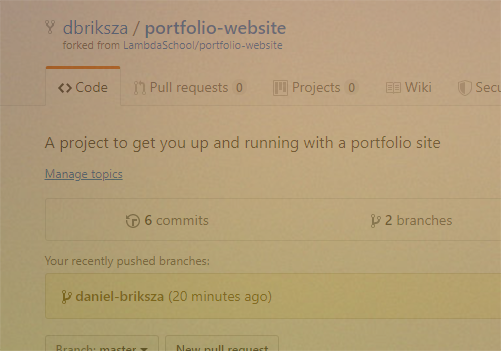 dbriksza / portfolio-website
forked from LambdaSchool/portfolio-website
Code Pull requests 0 Projects 0 Wiki Secu
A project to get you up and running with a portfolio site
Manage topics
6 commits 2 branches
Your recently pushed branches:
daniel-briksza (20 minutes ago)
Branch: master New pull request